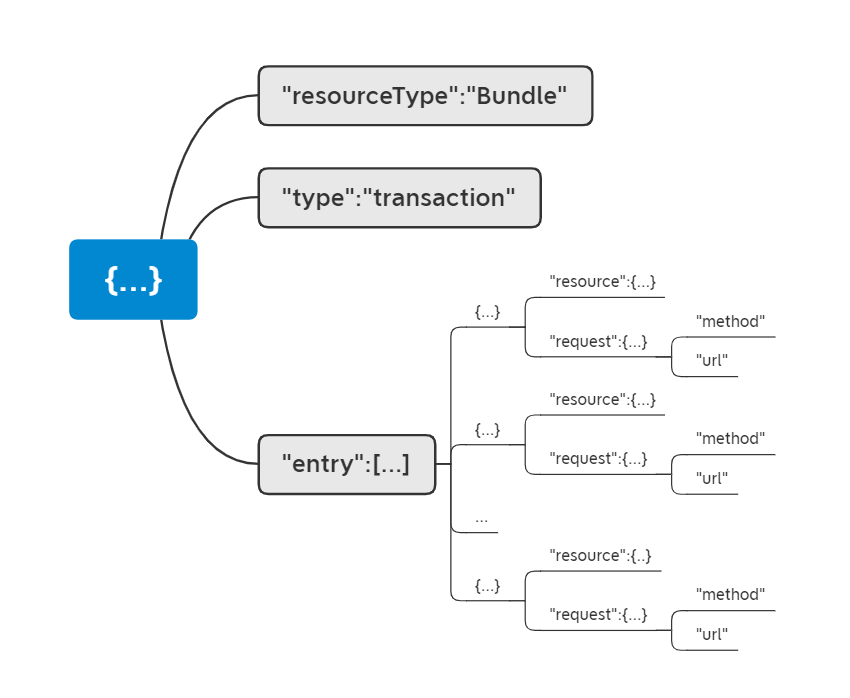 "resourceType":"Bundle"
"type":"transaction"
{...}
"entry":[...]
{...}
"resource":{...}
"request":{...}
"method"
"url"
{...}
"resource":{...}
"request":{...}
"method"
"url"
...
{...}
"resource":{..}
"request":{...}
"method"
"url"